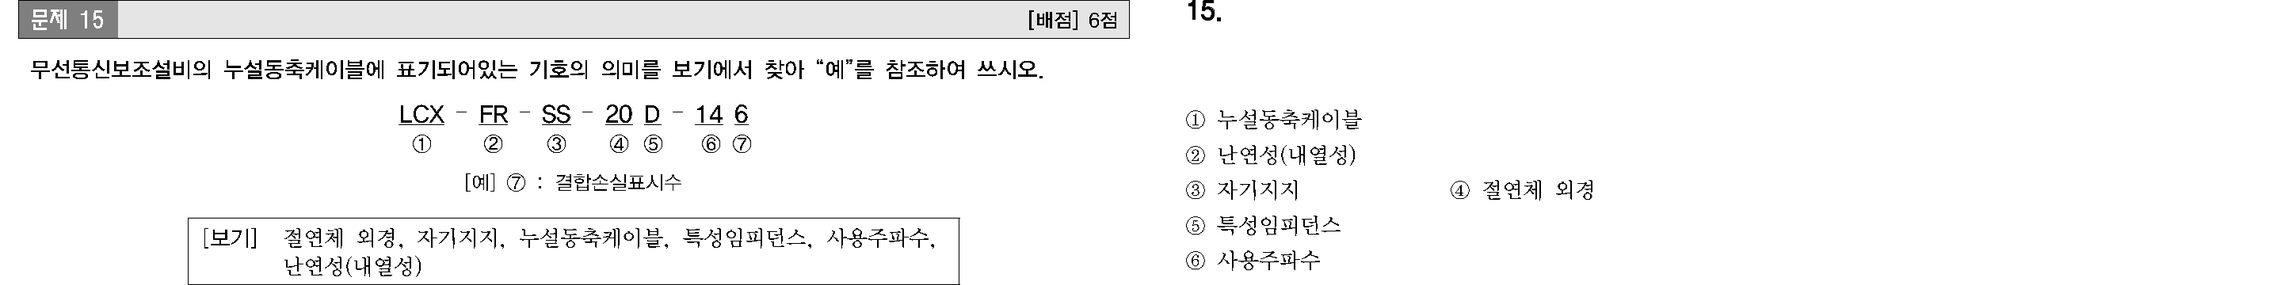 문제 15 [배점] 6점
무선통신보조설비의 누설동축케이블에 표기되어있는 기호의 의미를 보기에서 찾아 “예”를 참조하여 쓰시오.
LCX - FR - SS - 20 D - 14 6
① ② ③ ④ ⑤ ⑥ ⑦
[예] ⑦ : 결합손실표시수
[보기] 절연체 외경, 자기지지, 누설동축케이블, 특성임피던스, 사용주파수,
난연성(내열성)
15.
① 누설동축케이블
② 난연성(내열성)
③ 자기지지 ④ 절연체 외경
⑤ 특성임피던스
⑥ 사용주파수